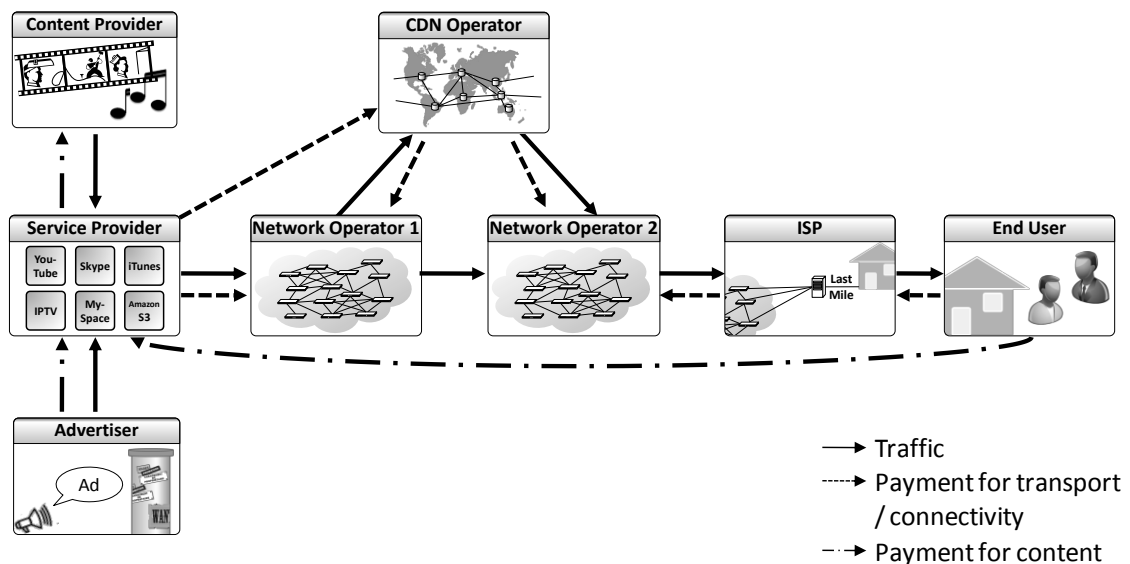 Content Provider
CDN Operator
Service Provider
You-
Tube
Skype
iTunes
IPTV
My-
Space
Amazon
S3
Network Operator 1
Network Operator 2
ISP
Last
Mile
End User
Advertiser
Ad
WAN
Traffic
Payment for transport
/ connectivity
Payment for content